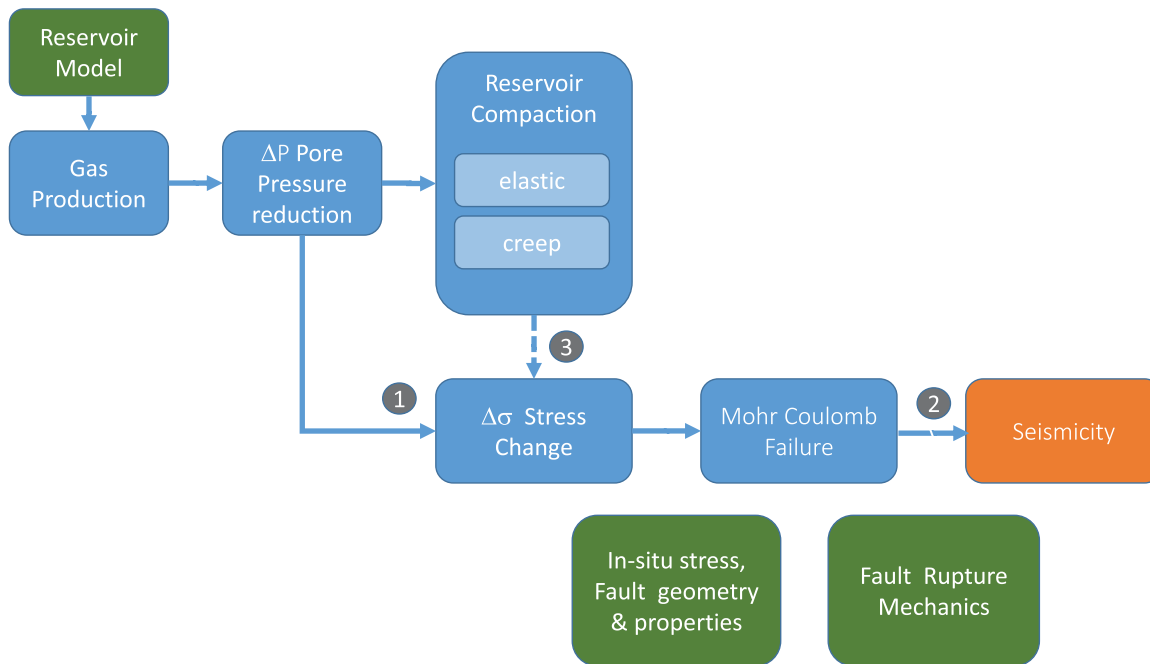 Reservoir
Model
Gas
Production
ΔP Pore
Pressure
reduction
Reservoir
Compaction
elastic
creep
3
1
Δσ Stress
Change
Mohr Coulomb
Failure
2
Seismicity
In-situ stress,
Fault geometry
& properties
Fault Rupture
Mechanics